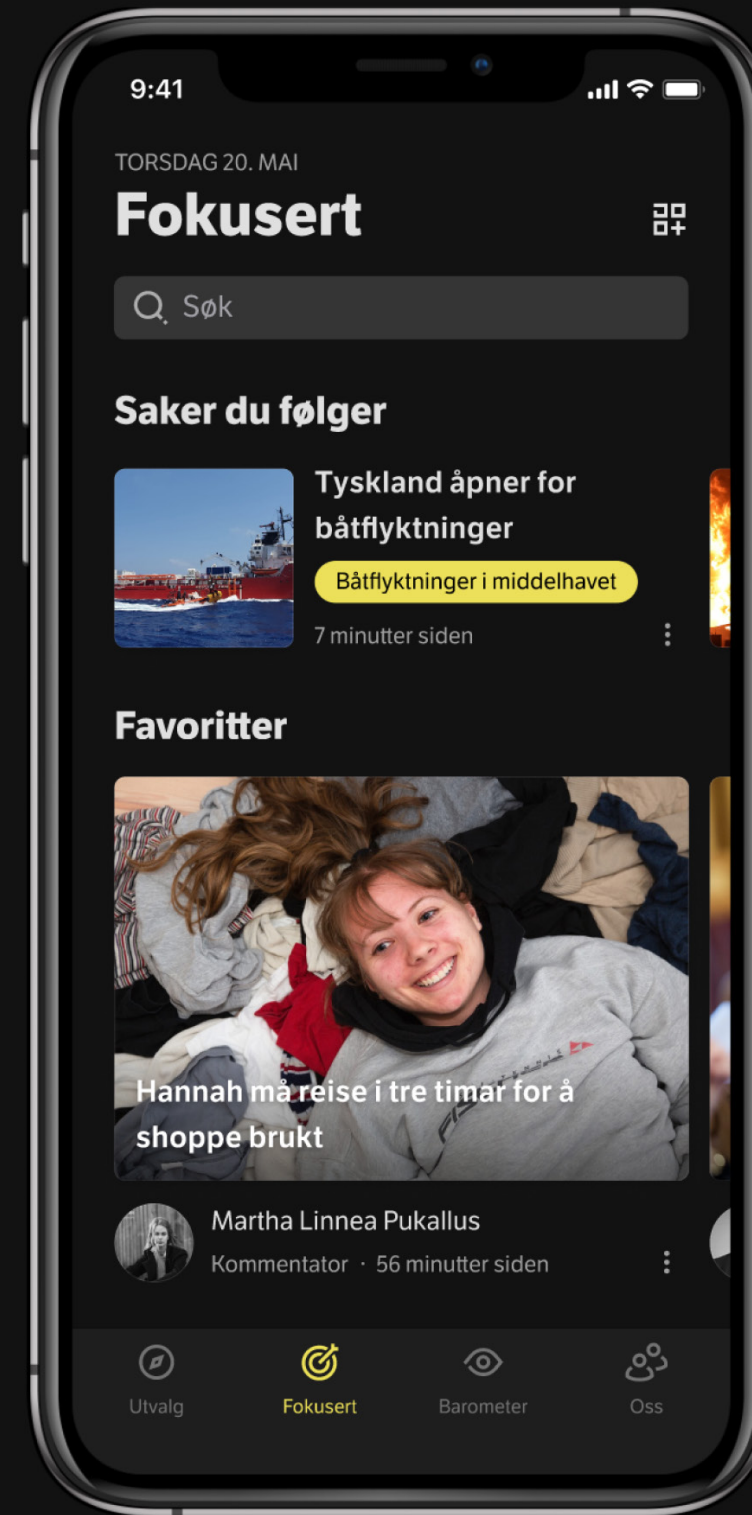 9:41
TORSDAG 20. MAI
Fokusert
Søk
Saker du følger
Tyskland åpner for
båtflyktninger
Båtflyktninger i middelhavet
7 minutter siden
Favoritter
Hannah må reise i tre timar for å
shoppe brukt
Martha Linnea Pukallus
Kommentator · 56 minutter siden
Utvalg
Fokusert
Barometer
Oss